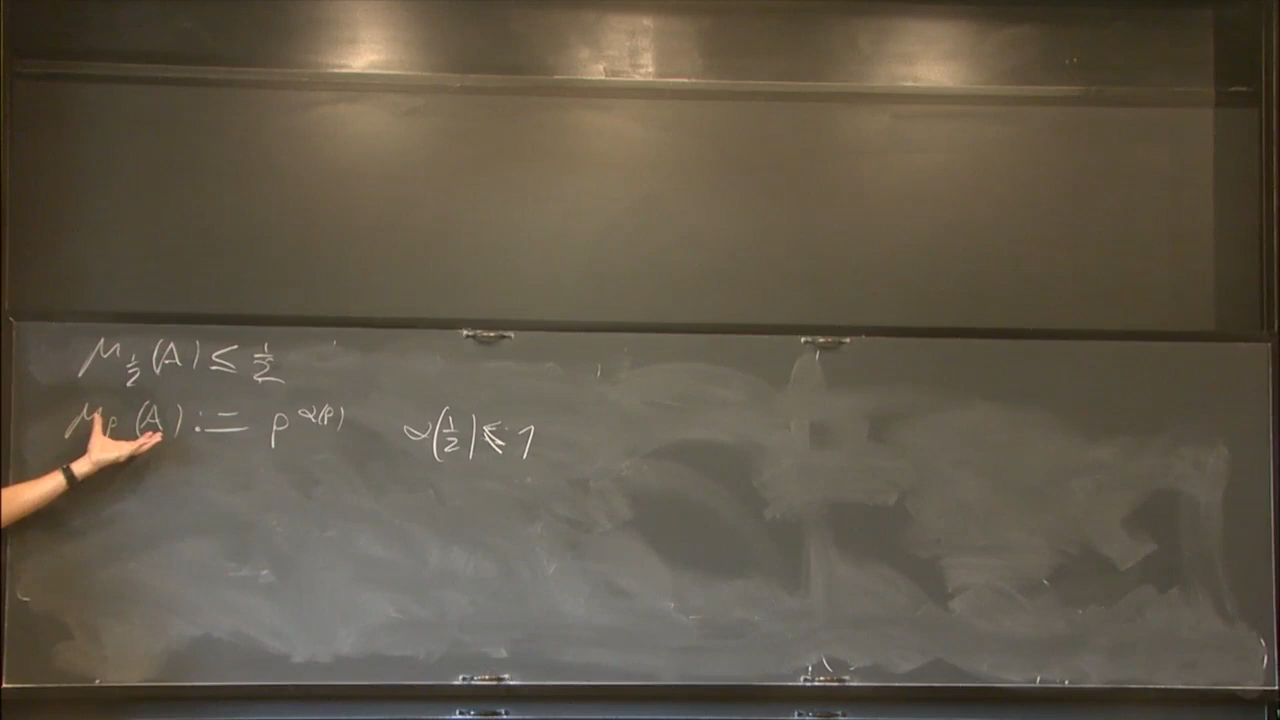 μ_{1/2}(A) ≤ 1/2
μ_p(A) := p^{α(p)} α(1/2) 1